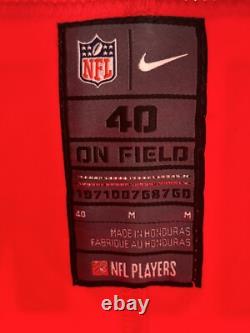 NFL
40
ON FIELD
40 M M
MADE IN HONDURAS
FABRIQUÉ AU HONDURAS
NFL PLAYERS